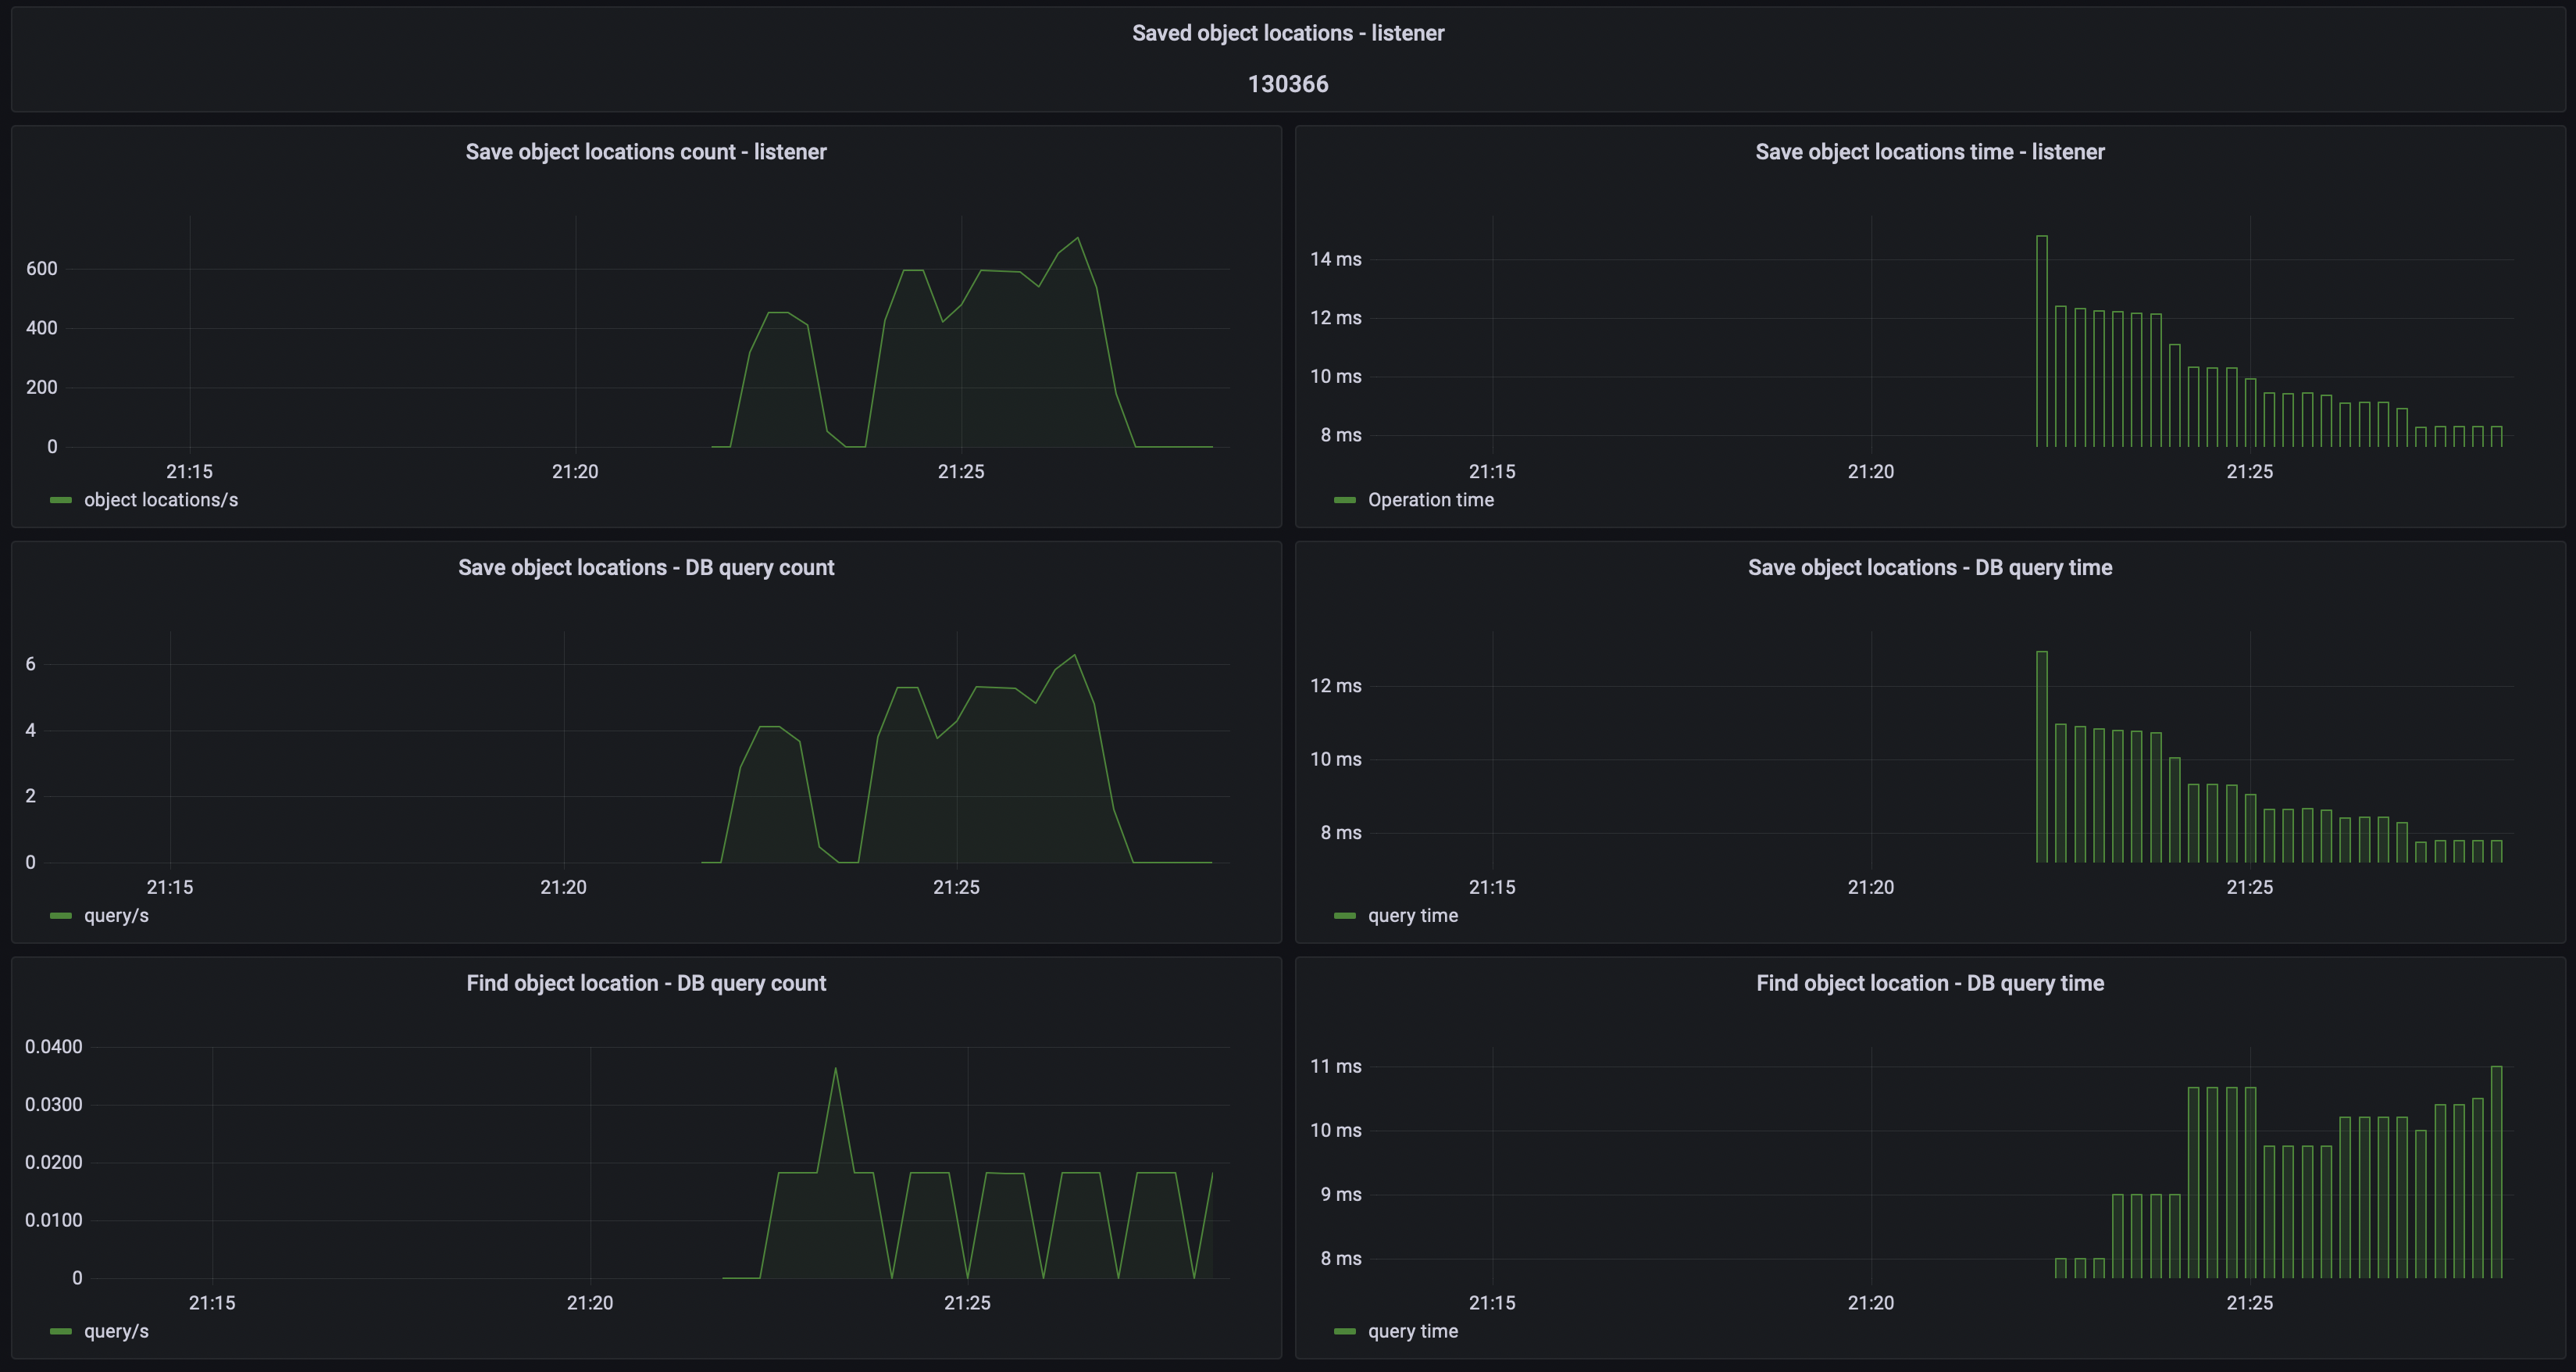 Saved object locations - listener
130366
Save object locations count - listener
600
400
200
0
21:15 21:20 21:25
object locations/s
Save object locations time - listener
14 ms
12 ms
10 ms
8 ms
21:15 21:20 21:25
Operation time
Save object locations - DB query count
6
4
2
0
21:15 21:20 21:25
query/s
Save object locations - DB query time
12 ms
10 ms
8 ms
21:15 21:20 21:25
query time
Find object location - DB query count
0.0400
0.0300
0.0200
0.0100
0
21:15 21:20 21:25
query/s
Find object location - DB query time
11 ms
10 ms
9 ms
8 ms
21:15 21:20 21:25
query time